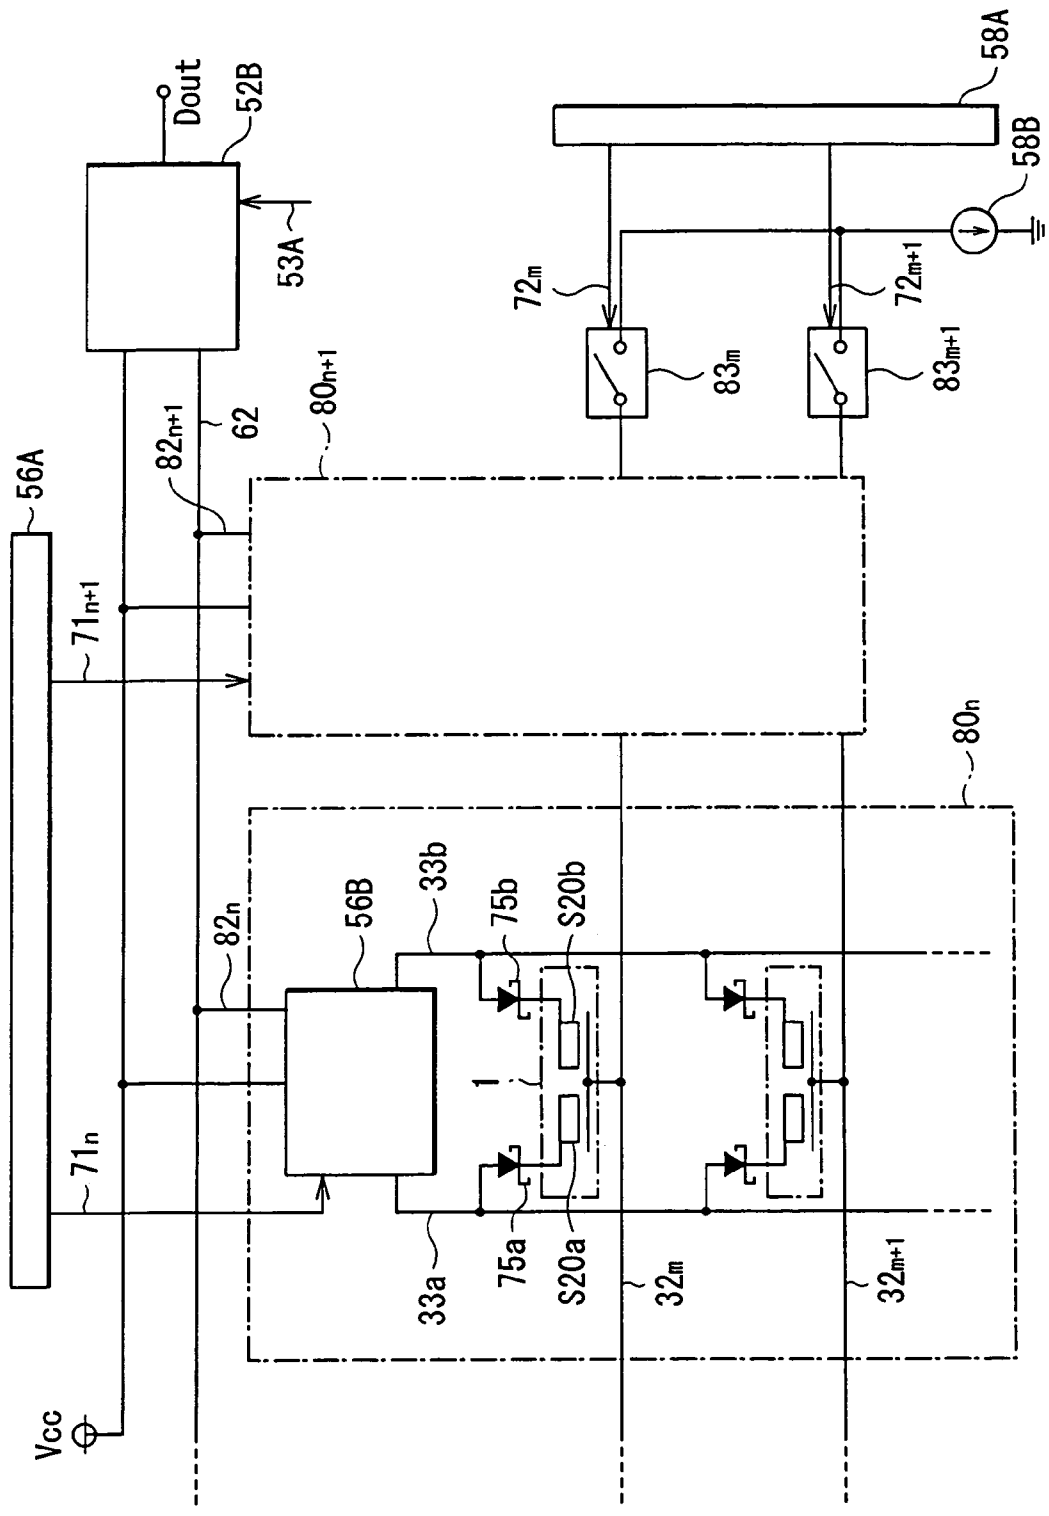 Vcc
71n
71n+1
56A
82n
82n+1
62
53A
Dout
52B
56B
33b
33a
75a
75b
S20a
S20b
1
32m
32m+1
80n
80n+1
72m
72m+1
83m
83m+1
58A
58B